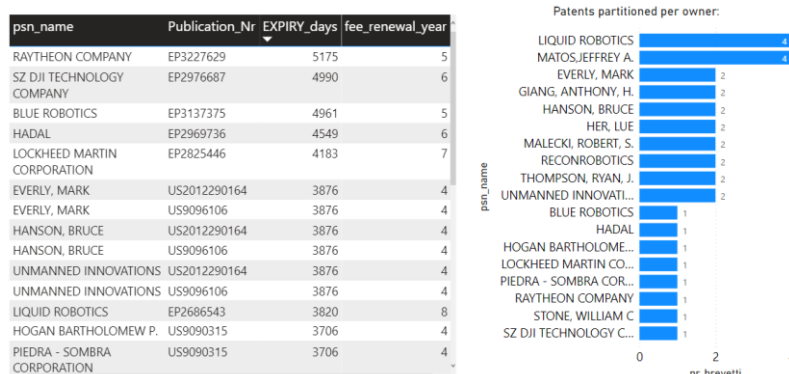 psn_name Publication_Nr EXPIRY_days fee_renewal_year
RAYTHEON COMPANY EP3227629 5175 5
SZ DJI TECHNOLOGY EP2976687 4990 6
COMPANY
BLUE ROBOTICS EP3137375 4961 5
HADAL EP2969736 4549 6
LOCKHEED MARTIN EP2825446 4183 7
CORPORATION
EVERLY, MARK US2012290164 3876 4
EVERLY, MARK US9096106 3876 4
HANSON, BRUCE US2012290164 3876 4
HANSON, BRUCE US9096106 3876 4
UNMANNED INNOVATIONS US2012290164 3876 4
UNMANNED INNOVATIONS US9096106 3876 4
LIQUID ROBOTICS EP2686543 3820 8
HOGAN BARTHOLOMEW P. US9090315 3706 4
PIEDRA - SOMBRA US9090315 3706 4
CORPORATION
Patents partitioned per owner:
psn_name
LIQUID ROBOTICS 4
MATOS,JEFFREY A. 4
EVERLY, MARK 2
GIANG, ANTHONY, H. 2
HANSON, BRUCE 2
HER, LUE 2
MALECKI, ROBERT, S. 2
RECONROBOTICS 2
THOMPSON, RYAN, J. 2
UNMANNED INNOVATI... 2
BLUE ROBOTICS 1
HADAL 1
HOGAN BARTHOLOME... 1
LOCKHEED MARTIN CO... 1
PIEDRA - SOMBRA COR... 1
RAYTHEON COMPANY 1
STONE, WILLIAM C 1
SZ DJI TECHNOLOGY C... 1
0 2
nr_brevetti